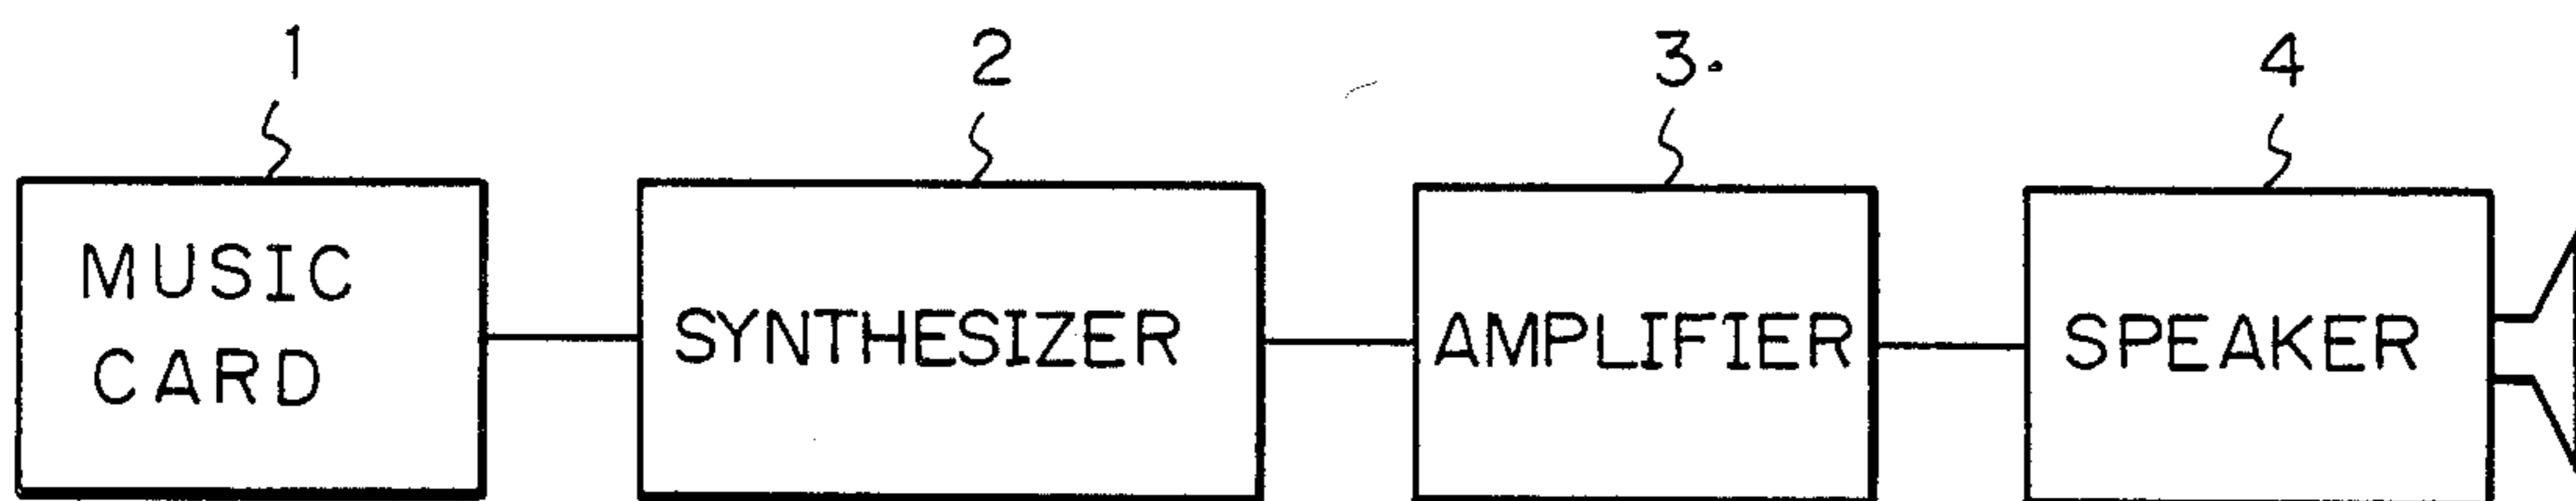 1 2 3. 4
MUSIC
CARD
SYNTHESIZER
AMPLIFIER
SPEAKER